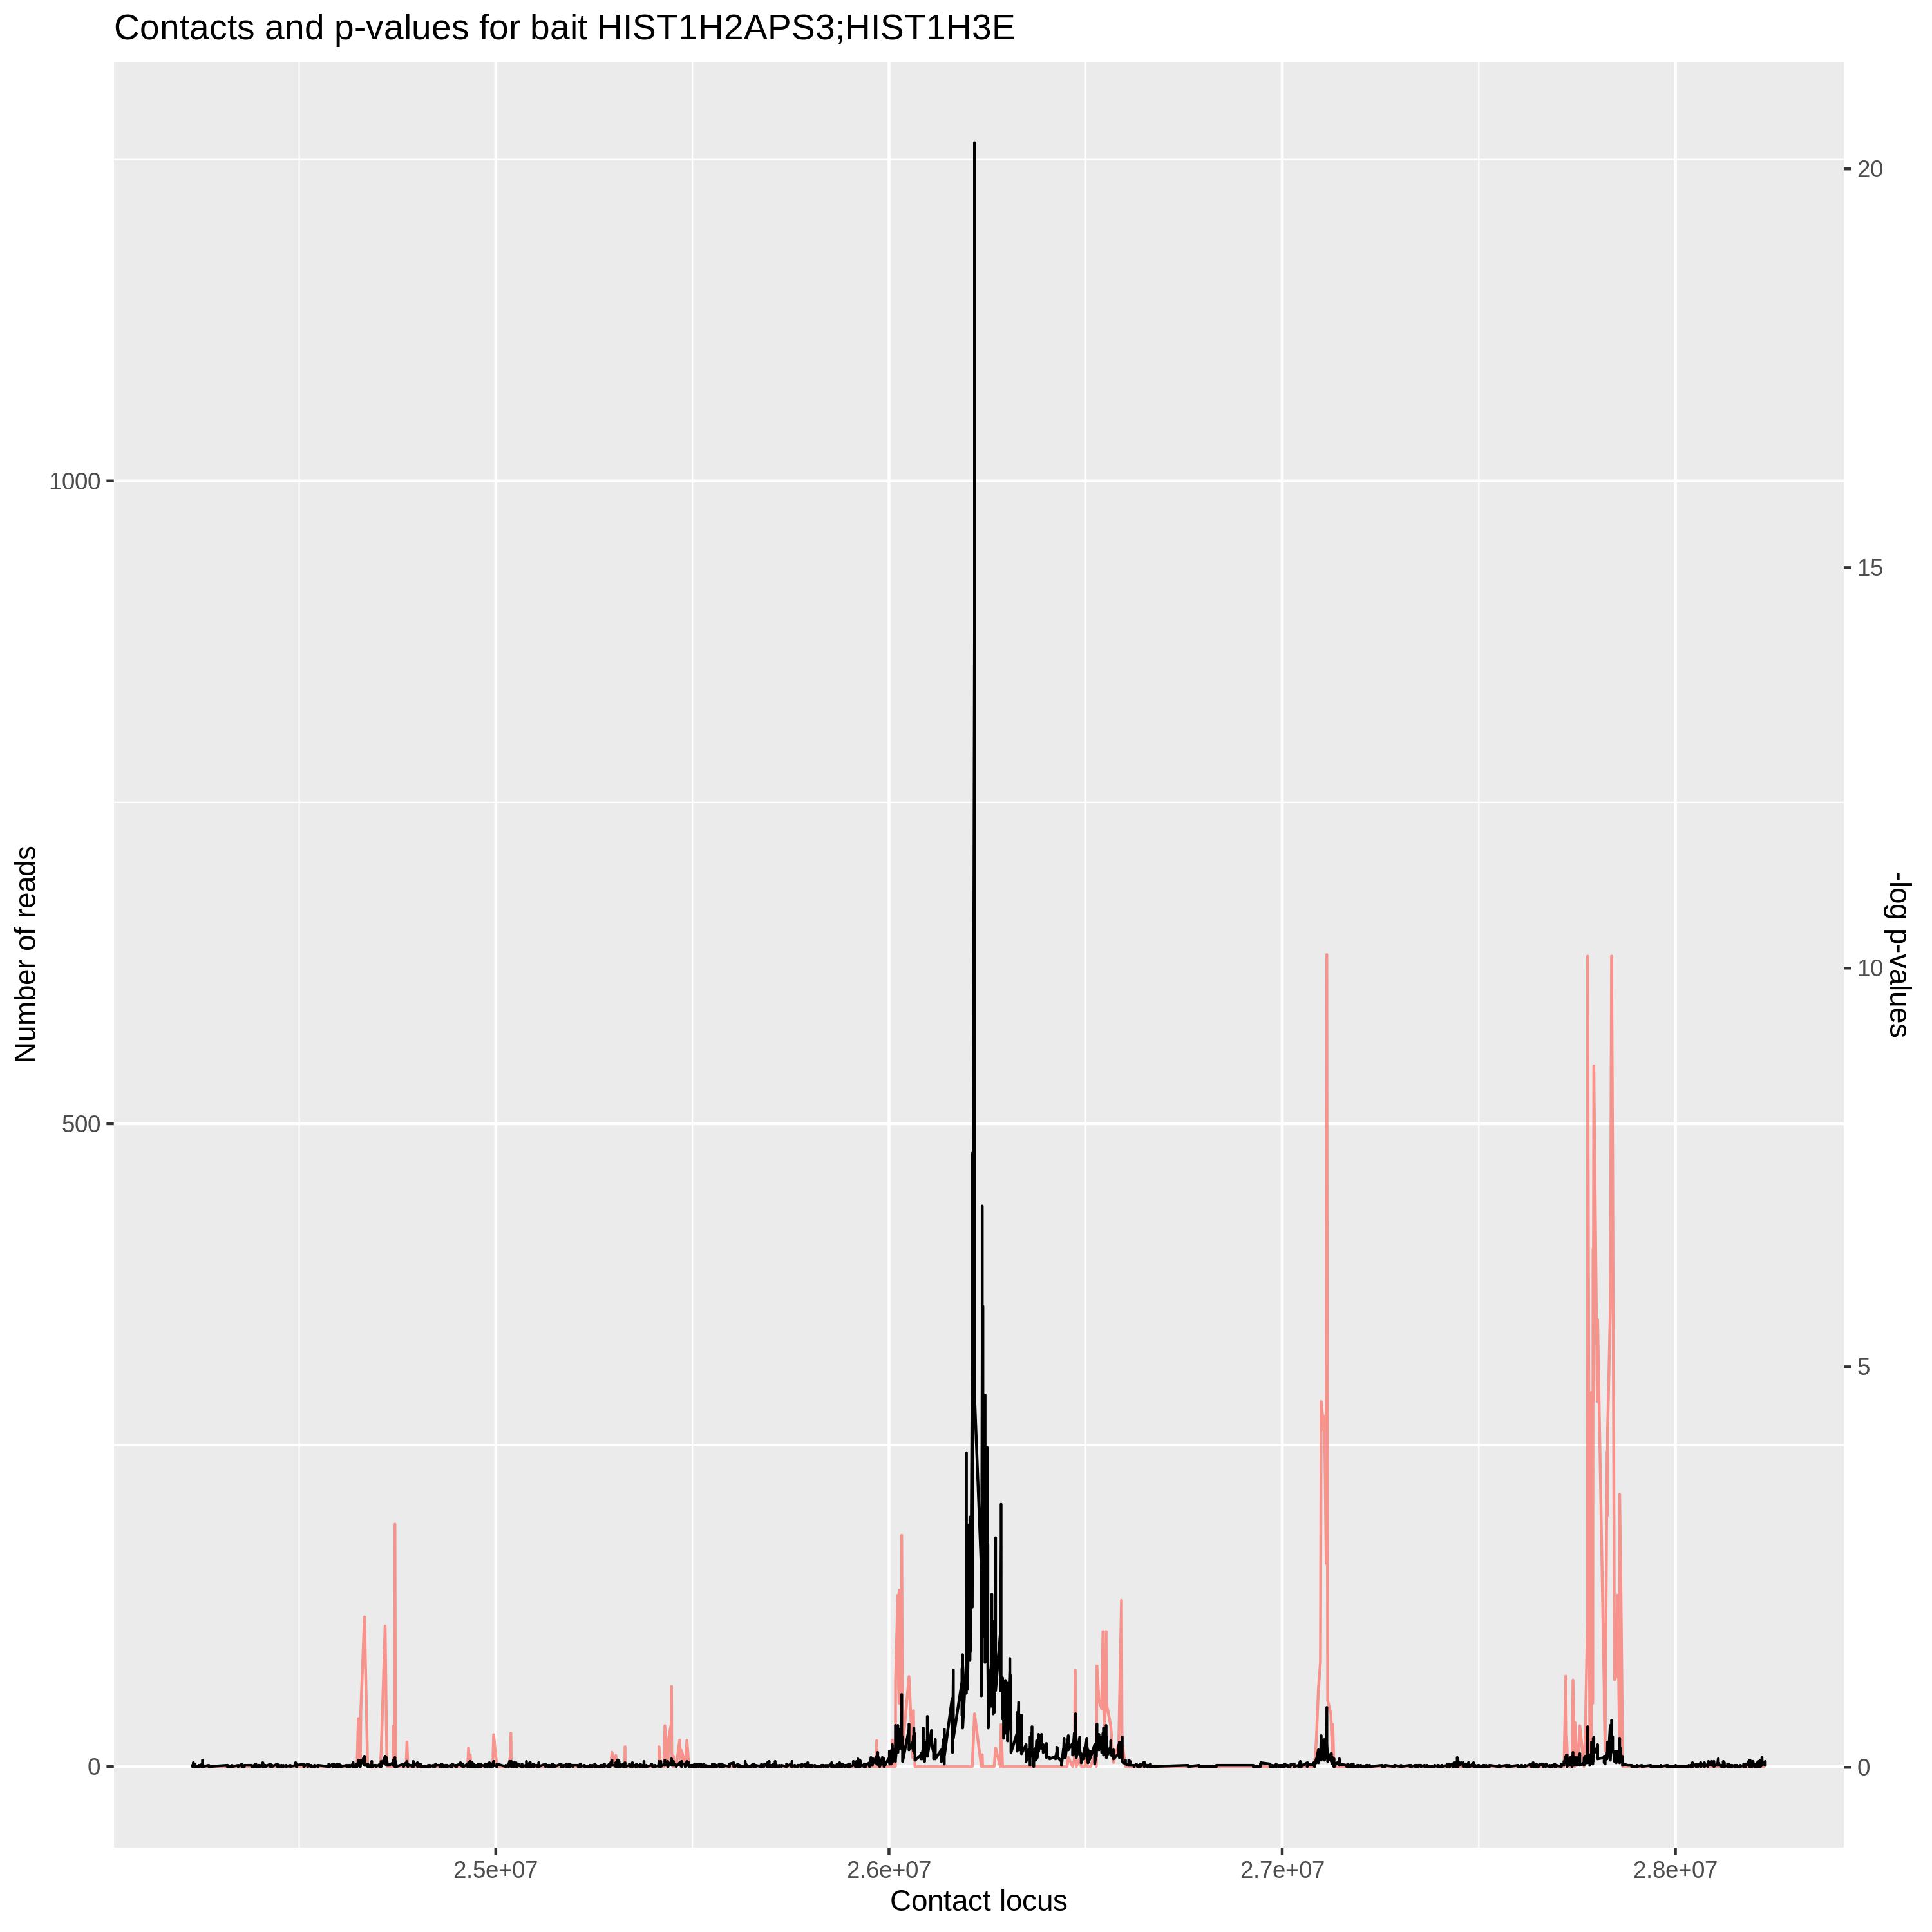 Contacts and p-values for bait HIST1H2APS3;HIST1H3E
20
1000
15
Number of reads
-log p-values
10
500
5
0
0
2.5e+07
2.6e+07
2.7e+07
2.8e+07
Contact locus